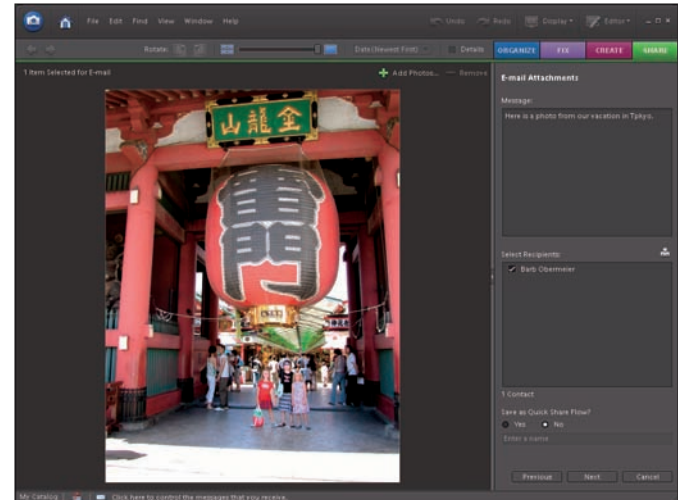 File Edit Find View Window Help Undo Redo Display Editor
Rotate: Date (Newest First) Details ORGANIZE FIX CREATE SHARE
1 Item Selected for E-mail Add Photos... Remove
E-mail Attachments
Message:
Here is a photo from our vacation in Tpkyo.
山龍金
雷門
Select Recipients:
Barb Obermeier
1 Contact
Save as Quick Share Flow?
Yes No
Enter a name
Previous Next Cancel
My Catalog Click here to control the messages that you receive.